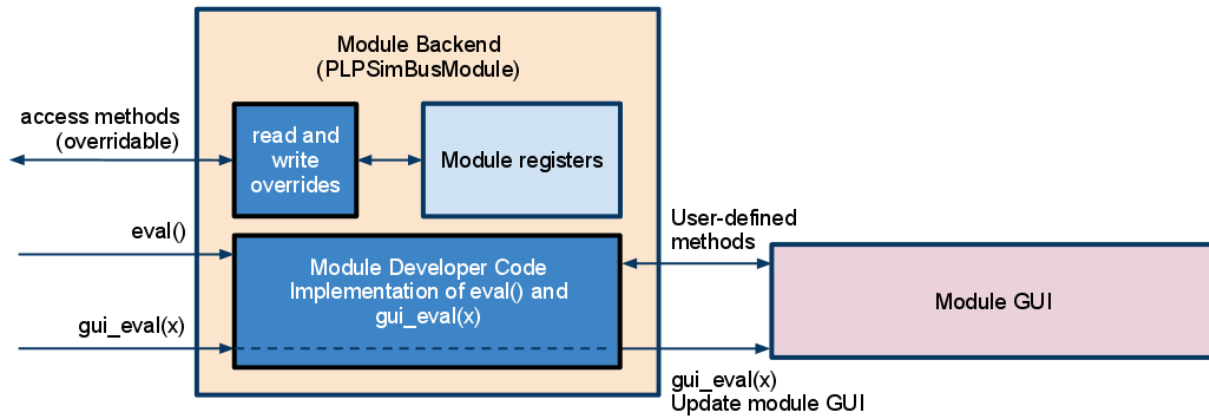 Module Backend
(PLPSimBusModule)
access methods
(overridable)
read and
write
overrides
Module registers
eval()
User-defined
methods
Module Developer Code
Implementation of eval() and
gui_eval(x)
Module GUI
gui_eval(x)
gui_eval(x)
Update module GUI